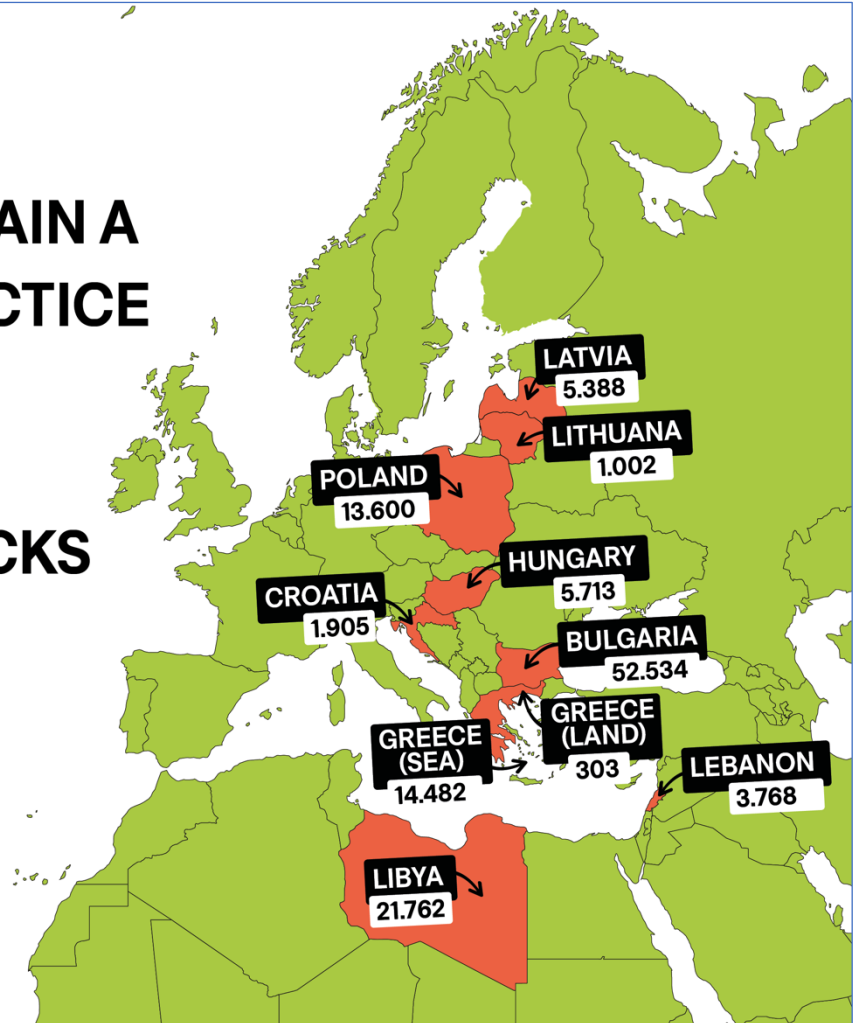 AIN A
CTICE
CKS
LATVIA
5.388
LITHUANA
1.002
POLAND
13.600
HUNGARY
5.713
CROATIA
1.905
BULGARIA
52.534
GREECE
(LAND)
303
GREECE
(SEA)
14.482
LEBANON
3.768
LIBYA
21.762